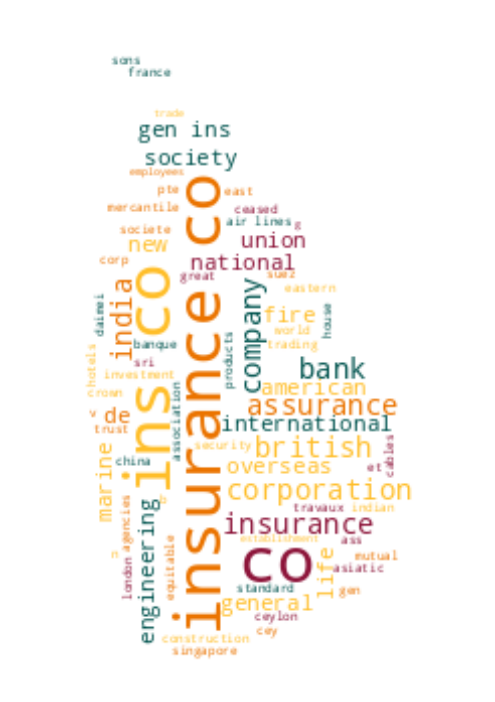 sons
france
trade
gen ins
society
employees
pte
east
mercantile
ceased
air lines
g
societe
union
new
national
corp
great
suez
eastern
india
ins co
insurance co
company
daimei
fire
house
world
banque
trading
sri
products
hotels
investment
bank
crown
american
association
assurance
v
de
trust
international
security
british
marine
china
overseas
et
cables
corporation
b
travaux
indian
agencies
engineering
insurance
establishment
ass
n
equitable
co
life
mutual
asiatic
london
standard
gen
general
ceylon
cey
construction
singapore